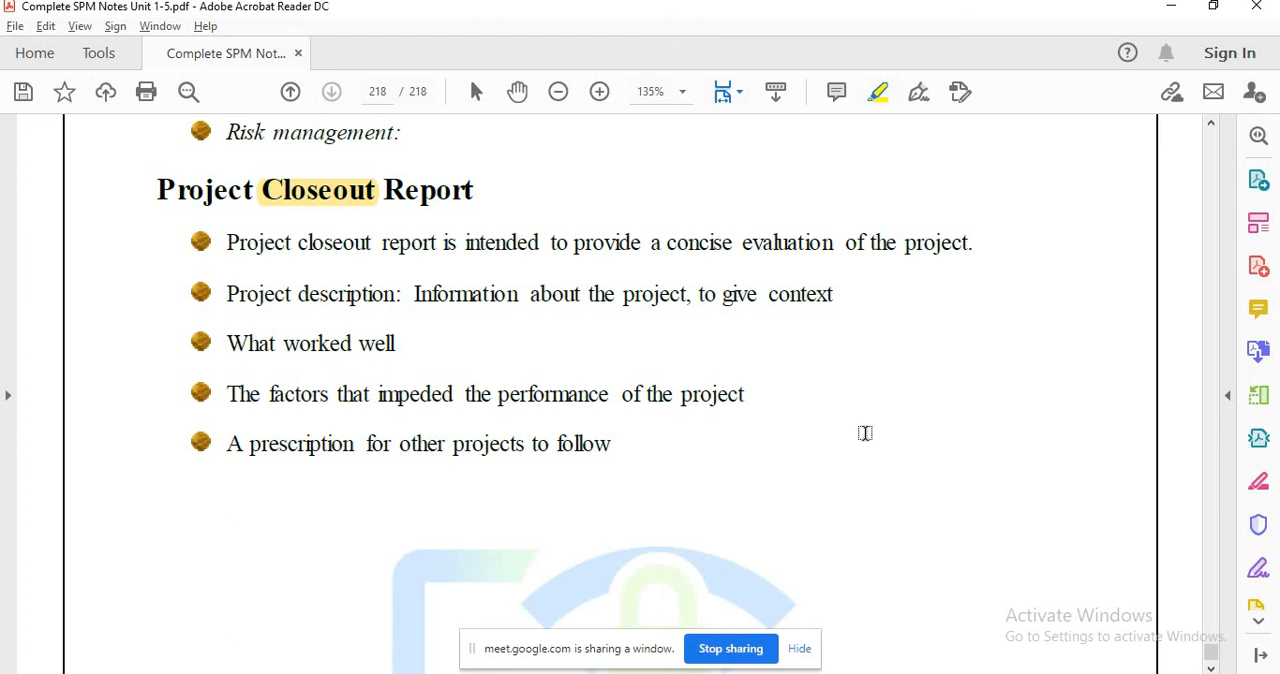 Complete SPM Notes Unit 1-5.pdf - Adobe Acrobat Reader DC
File Edit View Sign Window Help
Home Tools Complete SPM Not... × Sign In
218 / 218 135%
Risk management:
Project Closeout Report
Project closeout report is intended to provide a concise evaluation of the project.
Project description: Information about the project, to give context
What worked well
The factors that impeded the performance of the project
A prescription for other projects to follow
Activate Windows
Go to Settings to activate Windows.
meet.google.com is sharing a window. Stop sharing Hide